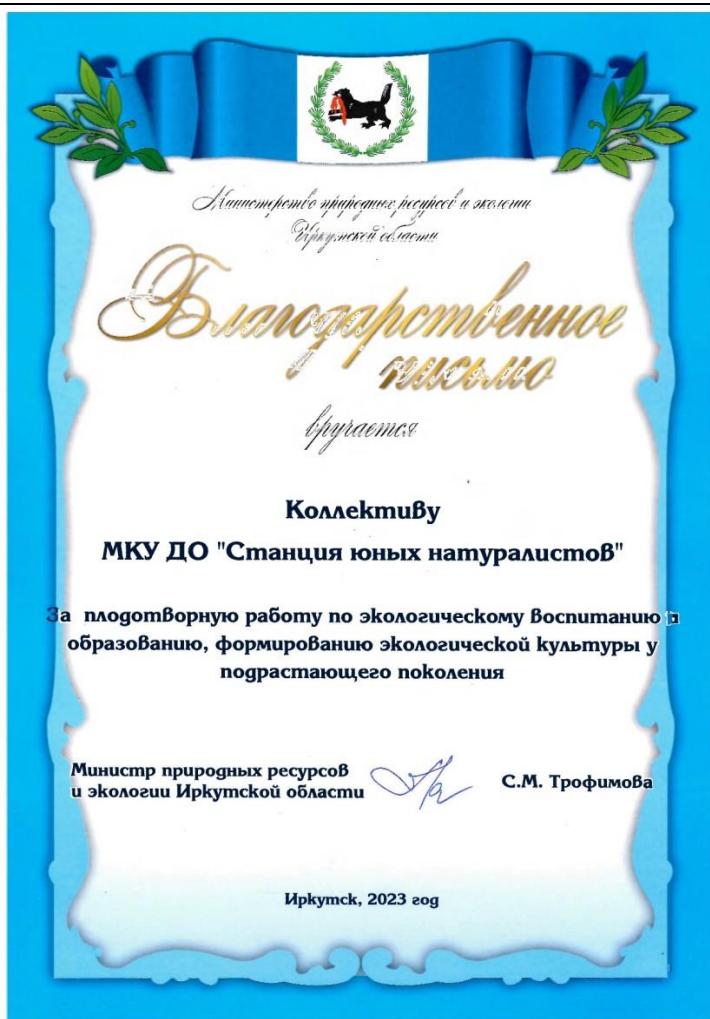 Министерство природных ресурсов и экологии
Иркутской области
Благодарственное
письмо
вручается
Коллективу
МКУ ДО "Станция юных натуралистов"
За плодотворную работу по экологическому воспитанию и
образованию, формированию экологической культуры у
подрастающего поколения
Министр природных ресурсов
и экологии Иркутской области
С.М. Трофимова
Иркутск, 2023 год